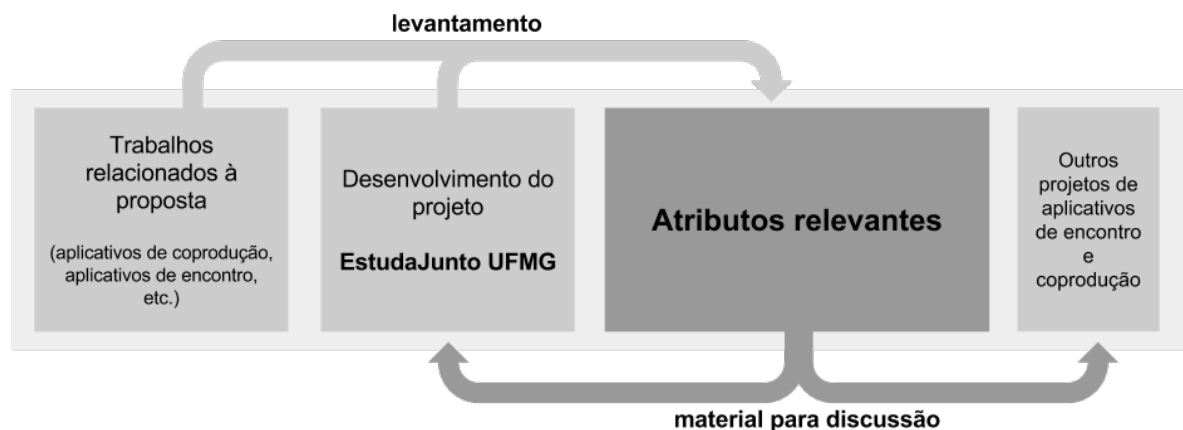 levantamento
Trabalhos
relacionados à
proposta
(aplicativos de coprodução,
aplicativos de encontro,
etc.)
Desenvolvimento do
projeto
EstudaJunto UFMG
Atributos relevantes
Outros
projetos de
aplicativos
de encontro
e
coprodução
material para discussão